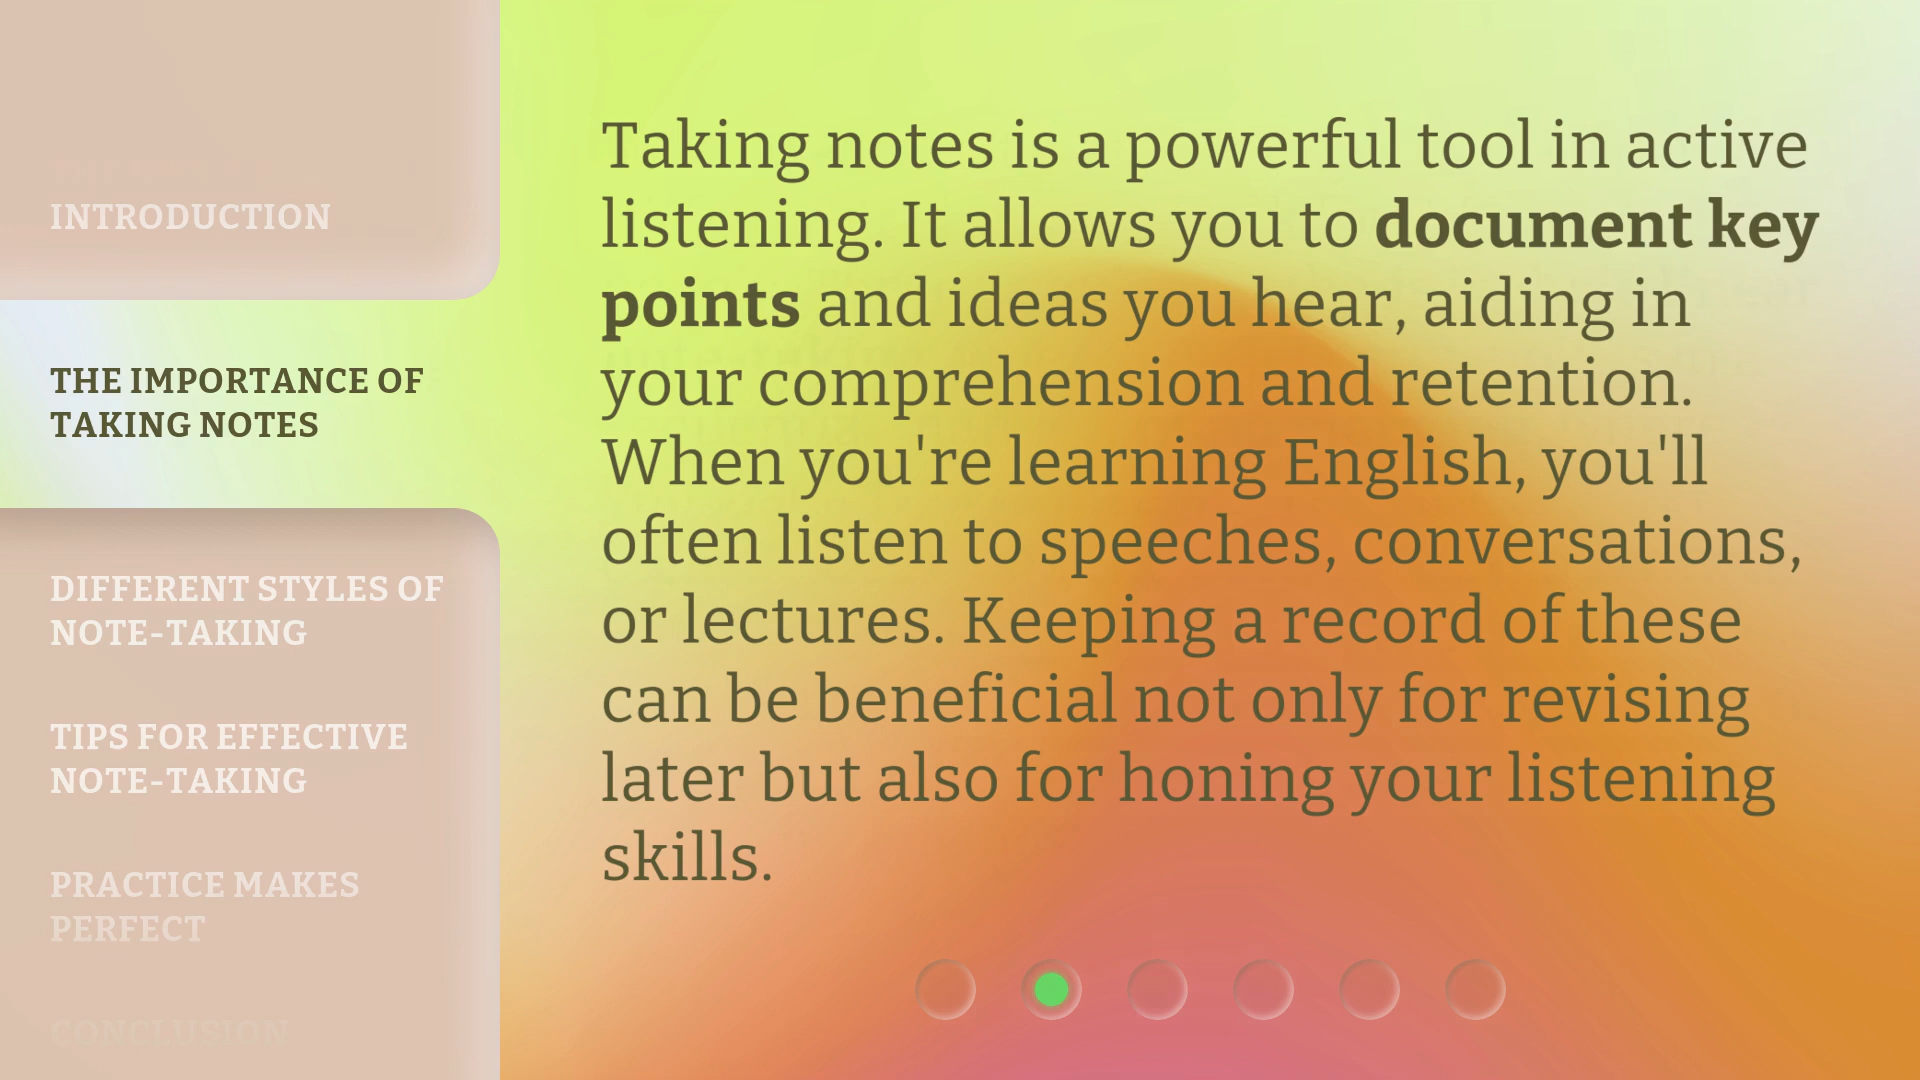 INTRODUCTION
THE IMPORTANCE OF
TAKING NOTES
DIFFERENT STYLES OF
NOTE-TAKING
TIPS FOR EFFECTIVE
NOTE-TAKING
PRACTICE MAKES
PERFECT
CONCLUSION
Taking notes is a powerful tool in active
listening. It allows you to document key
points and ideas you hear, aiding in
your comprehension and retention.
When you're learning English, you'll
often listen to speeches, conversations,
or lectures. Keeping a record of these
can be beneficial not only for revising
later but also for honing your listening
skills.